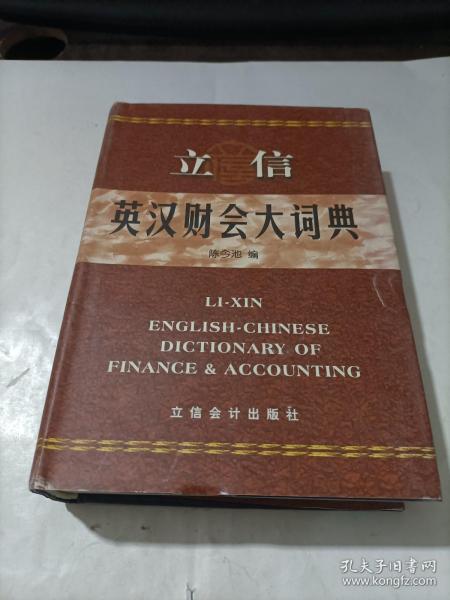 立信
英汉财会大词典
陈今池 编
LI-XIN
ENGLISH-CHINESE
DICTIONARY OF
FINANCE & ACCOUNTING
立信会计出版社
孔夫子旧书网
www.kongfz.com